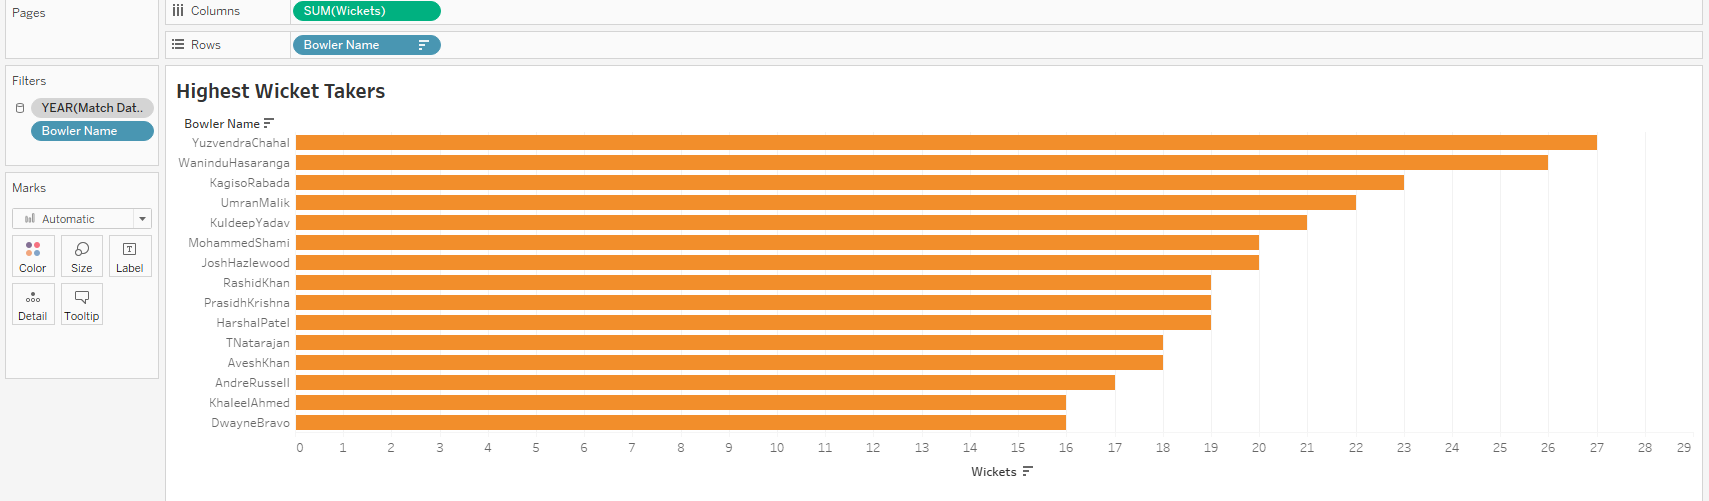 Pages
Columns
SUM(Wickets)
Rows
Bowler Name
Filters
YEAR(Match Dat..
Bowler Name
Marks
Automatic
Color
Size
Label
Detail
Tooltip
Highest Wicket Takers
Bowler Name
YuzvendraChahal
WaninduHasaranga
KagisoRabada
UmranMalik
KuldeepYadav
MohammedShami
JoshHazlewood
RashidKhan
PrasidhKrishna
HarshalPatel
TNatarajan
AveshKhan
AndreRussell
KhaleelAhmed
DwayneBravo
0 1 2 3 4 5 6 7 8 9 10 11 12 13 14 15 16 17 18 19 20 21 22 23 24 25 26 27 28 29
Wickets